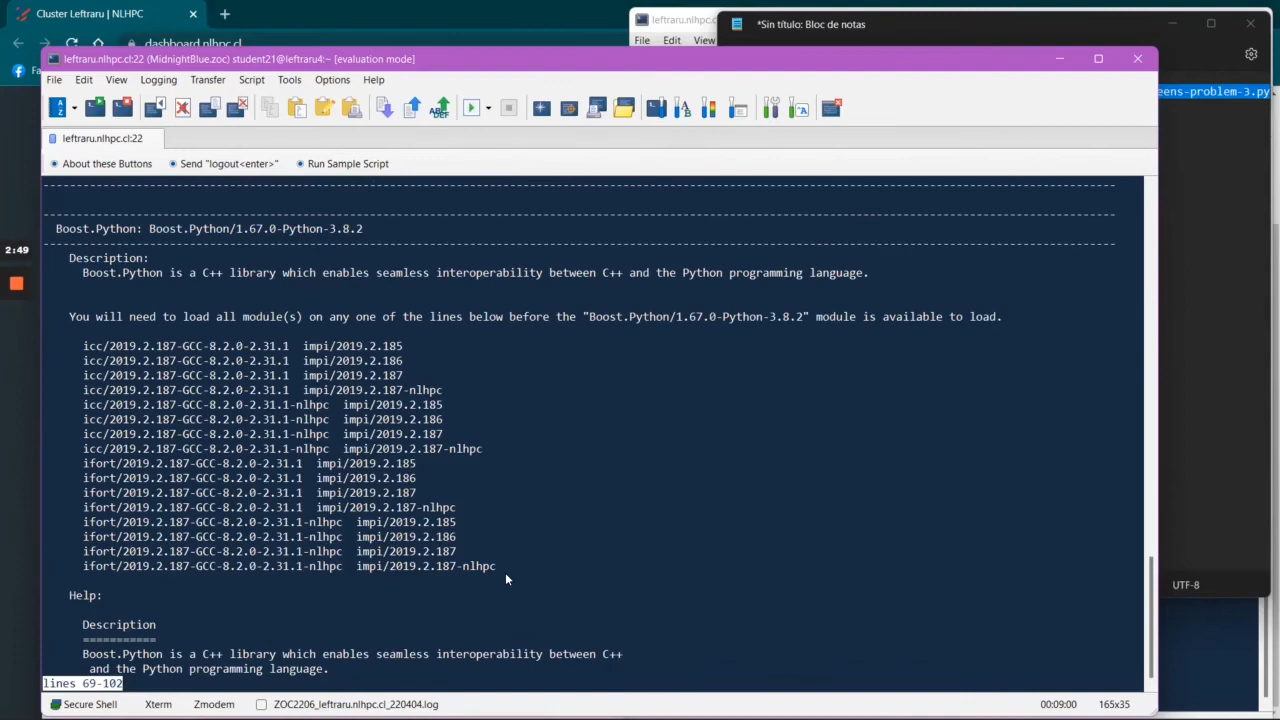 Cluster Leftraru | NLHPC
dashboard.nlhpc.cl
Fa
leftraru.nlhpc.c
File Edit View
*Sin título: Bloc de notas
eens-problem-3.py
UTF-8
2:49
leftraru.nlhpc.cl:22 (MidnightBlue.zoc) student21@leftraru4:~ [evaluation mode]
File Edit View Logging Transfer Script Tools Options Help
leftraru.nlhpc.cl:22
About these Buttons Send "logout<enter>" Run Sample Script
------------------------------------------------------------------------------------------------------------------------------------------------------------------
------------------------------------------------------------------------------------------------------------------------------------------------------------------
Boost.Python: Boost.Python/1.67.0-Python-3.8.2
------------------------------------------------------------------------------------------------------------------------------------------------------------------
Description:
Boost.Python is a C++ library which enables seamless interoperability between C++ and the Python programming language.
You will need to load all module(s) on any one of the lines below before the "Boost.Python/1.67.0-Python-3.8.2" module is available to load.
icc/2019.2.187-GCC-8.2.0-2.31.1 impi/2019.2.185
icc/2019.2.187-GCC-8.2.0-2.31.1 impi/2019.2.186
icc/2019.2.187-GCC-8.2.0-2.31.1 impi/2019.2.187
icc/2019.2.187-GCC-8.2.0-2.31.1 impi/2019.2.187-nlhpc
icc/2019.2.187-GCC-8.2.0-2.31.1-nlhpc impi/2019.2.185
icc/2019.2.187-GCC-8.2.0-2.31.1-nlhpc impi/2019.2.186
icc/2019.2.187-GCC-8.2.0-2.31.1-nlhpc impi/2019.2.187
icc/2019.2.187-GCC-8.2.0-2.31.1-nlhpc impi/2019.2.187-nlhpc
ifort/2019.2.187-GCC-8.2.0-2.31.1 impi/2019.2.185
ifort/2019.2.187-GCC-8.2.0-2.31.1 impi/2019.2.186
ifort/2019.2.187-GCC-8.2.0-2.31.1 impi/2019.2.187
ifort/2019.2.187-GCC-8.2.0-2.31.1 impi/2019.2.187-nlhpc
ifort/2019.2.187-GCC-8.2.0-2.31.1-nlhpc impi/2019.2.185
ifort/2019.2.187-GCC-8.2.0-2.31.1-nlhpc impi/2019.2.186
ifort/2019.2.187-GCC-8.2.0-2.31.1-nlhpc impi/2019.2.187
ifort/2019.2.187-GCC-8.2.0-2.31.1-nlhpc impi/2019.2.187-nlhpc
Help:
Description
===========
Boost.Python is a C++ library which enables seamless interoperability between C++
and the Python programming language.
lines 69-102
Secure Shell Xterm Zmodem ZOC2206_leftraru.nlhpc.cl_220404.log 00:09:00 165x35